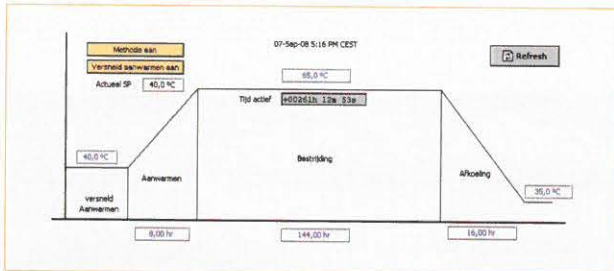 07-Sep-08 5:16 PM CEST
Methode aan
Versneld aanwarmen aan
Refresh
Actueel SP 40,0 ºC
65,0 ºC
Tijd actief +00261h 12m 53s
40,0 ºC
Bestrijding
Aanwarmen
Afkoeling
35,0 ºC
versneld
Aanwarmen
8,00 hr
144,00 hr
16,00 hr